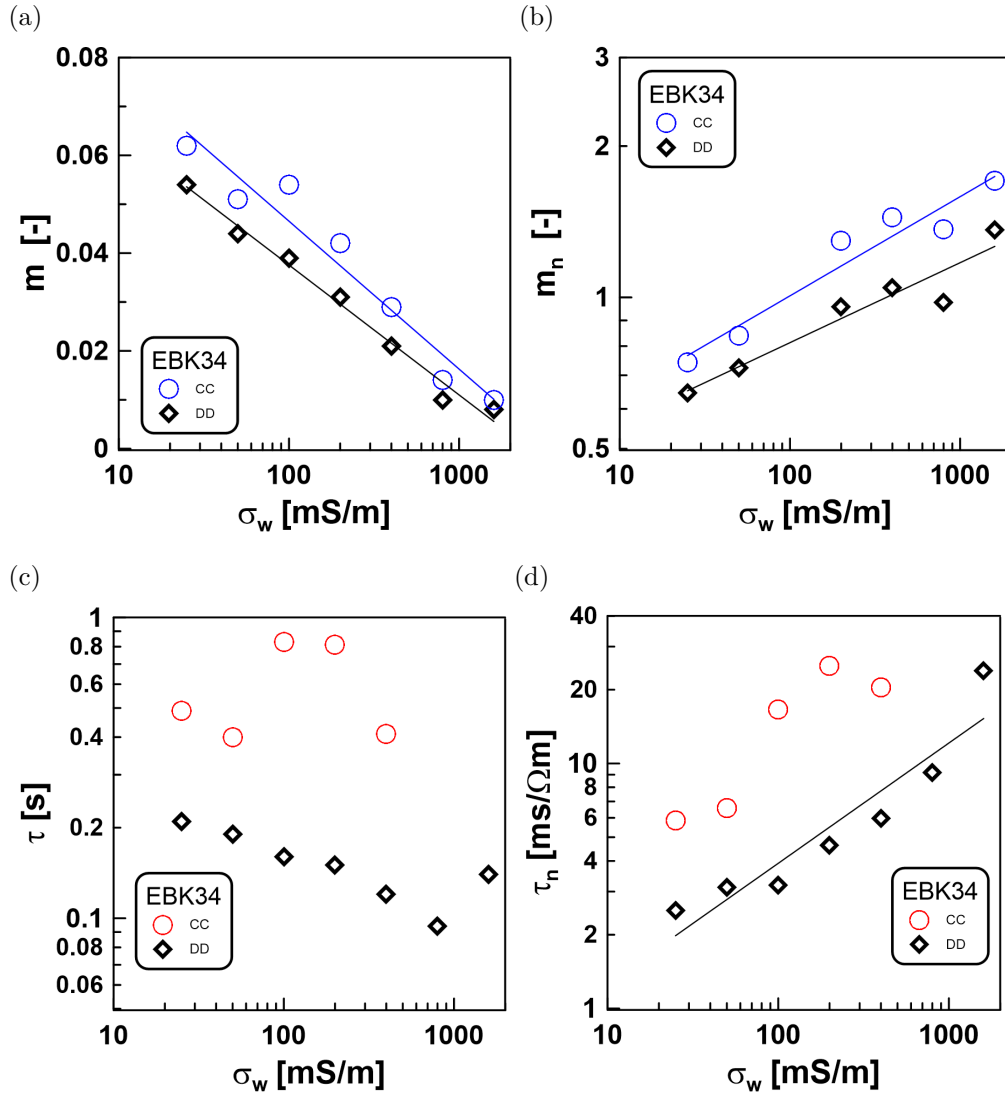 (a)
0.08
0.06
0.04
0.02
0
m [-]
EBK34
CC
DD
10
100
1000
σw [mS/m]
(b)
3
2
1
0.5
mn [-]
EBK34
CC
DD
10
100
1000
σw [mS/m]
(c)
1
0.8
0.6
0.4
0.2
0.1
0.08
0.06
τ [s]
EBK34
CC
DD
10
100
1000
σw [mS/m]
(d)
40
20
10
8
6
4
2
1
τn [ms/Ωm]
EBK34
CC
DD
10
100
1000
σw [mS/m]